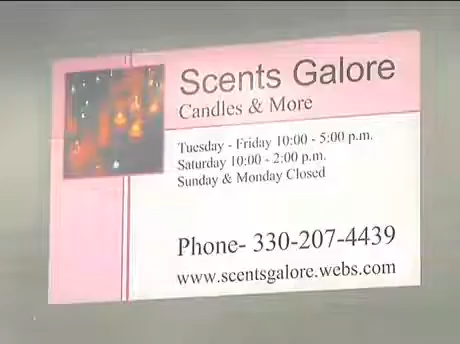 Scents Galore
Candles & More
Tuesday - Friday 10:00 - 5:00 p.m.
Saturday 10:00 - 2:00 p.m.
Sunday & Monday Closed
Phone- 330-207-4439
www.scentsgalore.webs.com